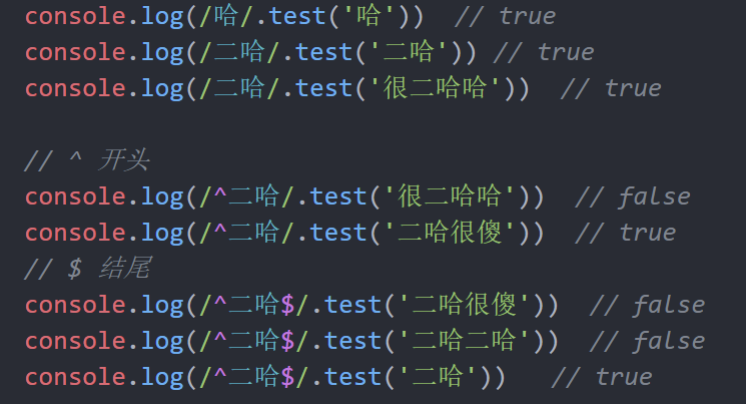 console.log(/哈/.test('哈'))  // true
console.log(/二哈/.test('二哈')) // true
console.log(/二哈/.test('很二哈哈'))  // true
// ^ 开头
console.log(/^二哈/.test('很二哈哈'))  // false
console.log(/^二哈/.test('二哈很傻'))  // true
// $ 结尾
console.log(/^二哈$/.test('二哈很傻'))  // false
console.log(/^二哈$/.test('二哈二哈'))  // false
console.log(/^二哈$/.test('二哈'))   // true